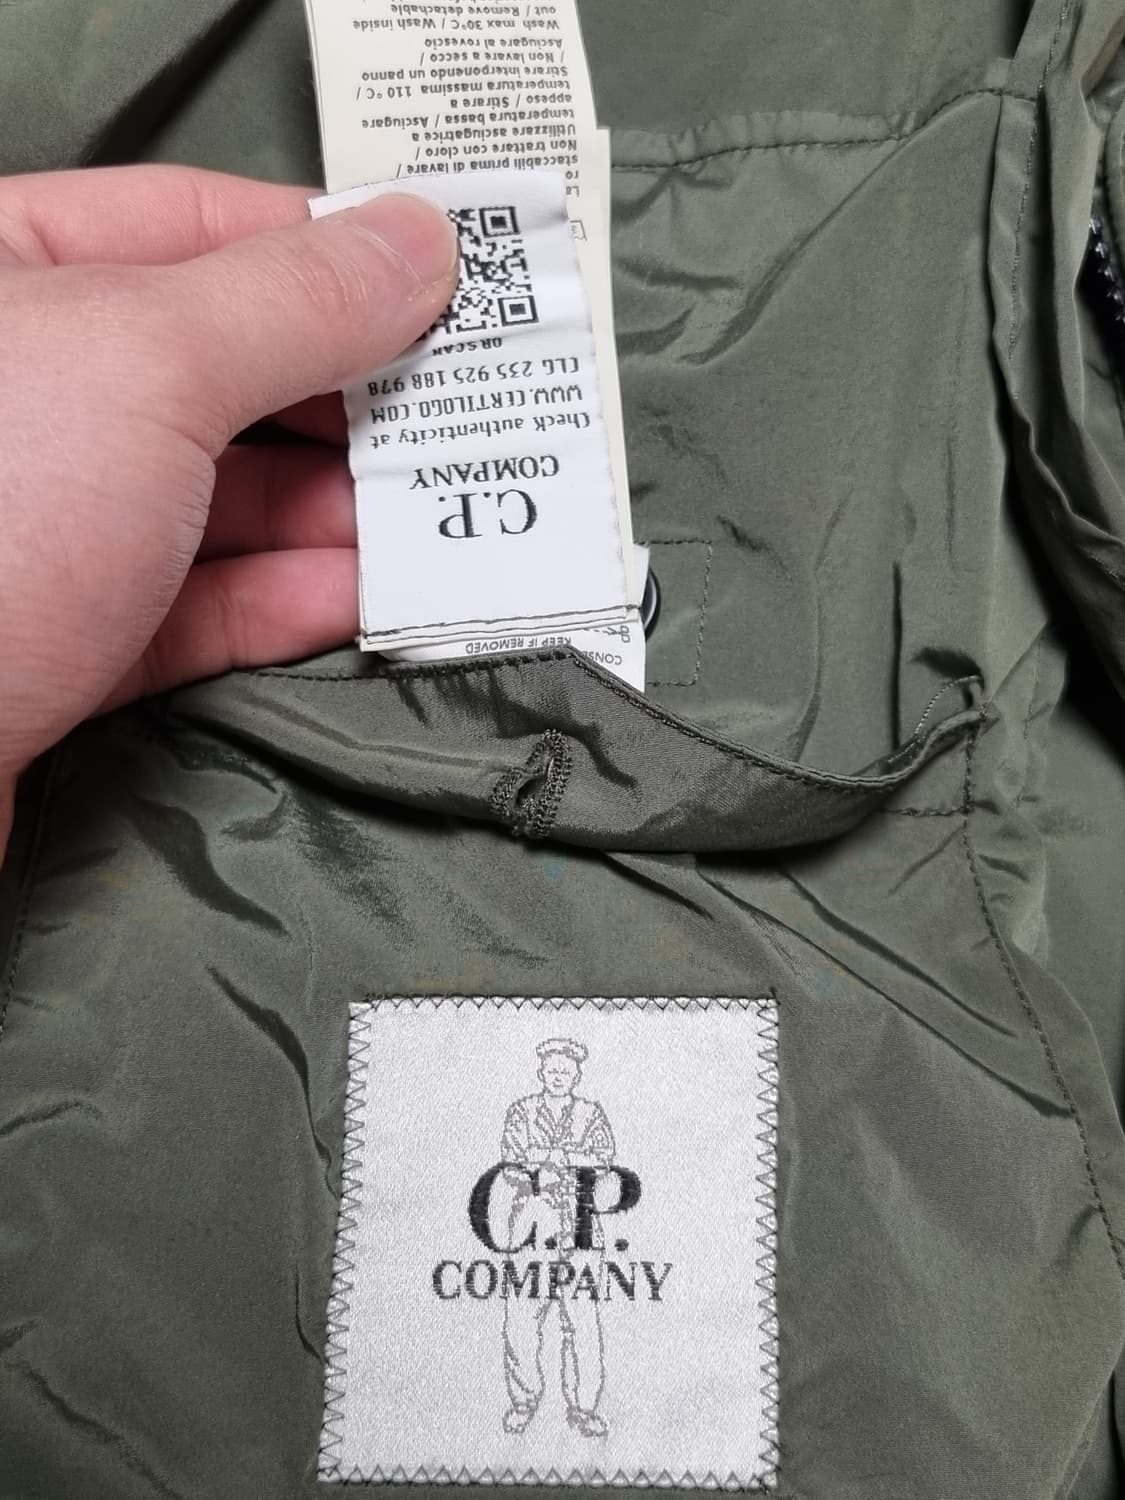 C.P.
COMPANY
Check authenticity at
WWW.CERTILOGO.COM
CLG 235 925 188 978
QR SCAN
staccabili prima di lavare /
Non trattare con cloro /
Utilizzare asciugatrice a
temperatura bassa / Asciugare
appeso / Stirare a
temperatura massima 110 °C /
Stirare interponendo un panno
/ Non lavare a secco /
Asciugare al rovescio
Wash max 30°C / Wash inside
out / Remove detachable
KEEP IF REMOVED
C.P.
COMPANY